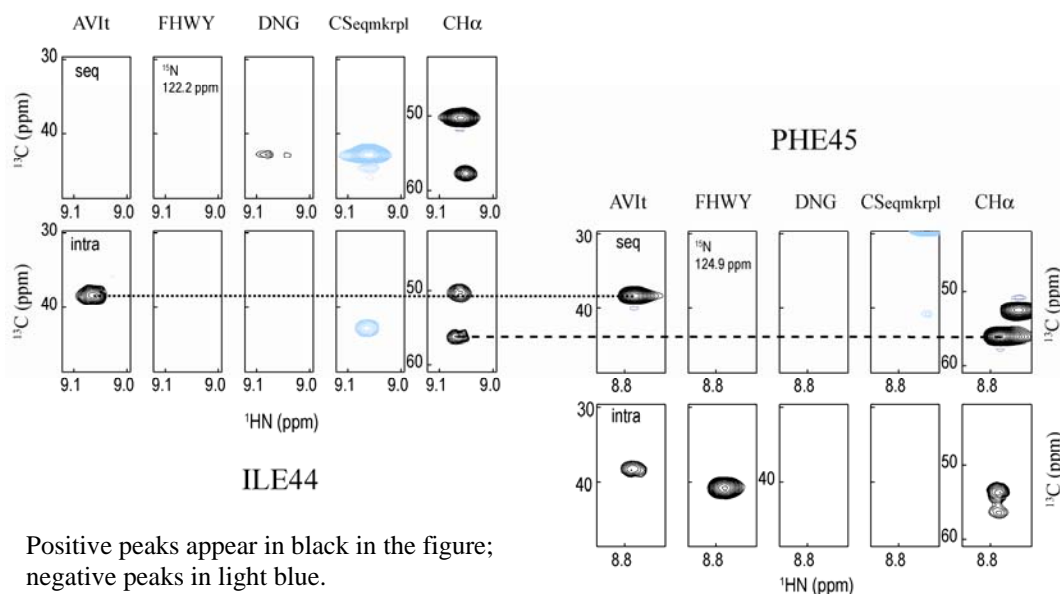 AVIt FHWY DNG CSeqmkrpl CHα
30 seq ¹⁵N 122.2 ppm
50
40
60
¹³C (ppm)
9.1 9.0 9.1 9.0 9.1 9.0 9.1 9.0 9.1 9.0
intra
40
50
60
¹³C (ppm)
9.1 9.0 9.1 9.0 9.1 9.0 9.1 9.0 9.1 9.0
¹HN (ppm)
ILE44
PHE45
AVIt FHWY DNG CSeqmkrpl CHα
30 seq ¹⁵N 124.9 ppm
50
40
60
¹³C (ppm)
8.8 8.8 8.8 8.8 8.8
30 intra
50
40 40
60
¹³C (ppm)
8.8 8.8 8.8 8.8 8.8
¹HN (ppm)
Positive peaks appear in black in the figure;
negative peaks in light blue.